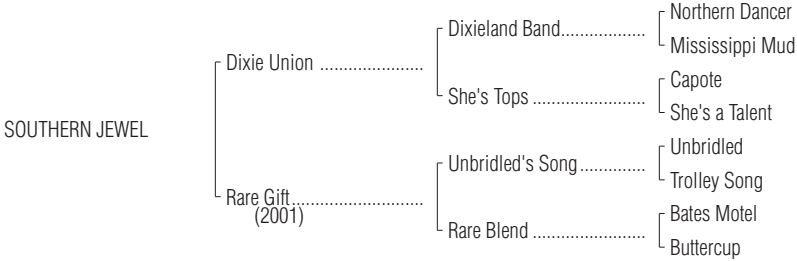 Northern Dancer
Dixieland Band....................
Mississippi Mud
Dixie Union .......................
Capote
She's Tops .........................
She's a Talent
SOUTHERN JEWEL
Unbridled
Unbridled's Song...............
Trolley Song
Rare Gift.............................
(2001)
Bates Motel
Rare Blend .........................
Buttercup